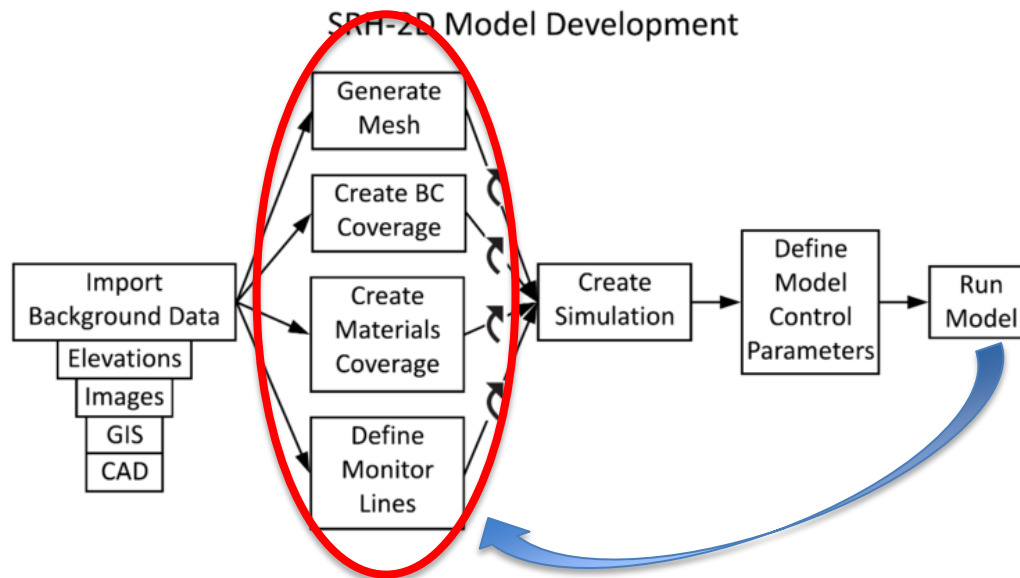 SRH-2D Model Development
Generate
Mesh
Create BC
Coverage
Import
Background Data
Elevations
Images
GIS
CAD
Create
Materials
Coverage
Define
Monitor
Lines
Create
Simulation
Define
Model
Control
Parameters
Run
Model